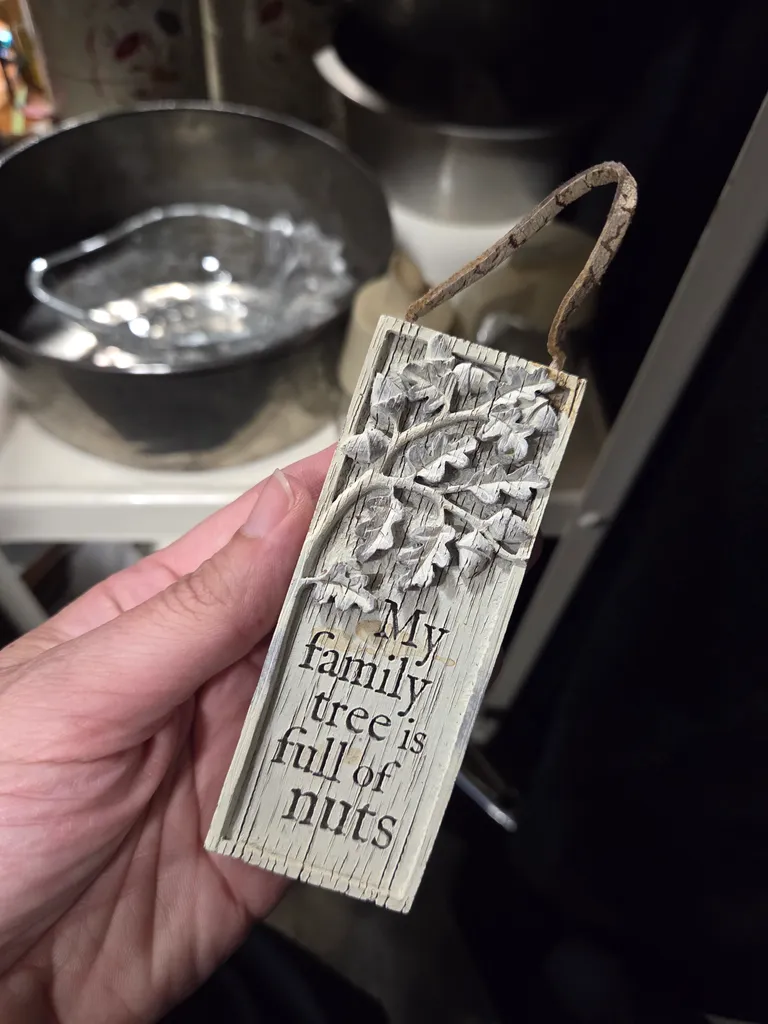 My
family
tree is
full of
nuts